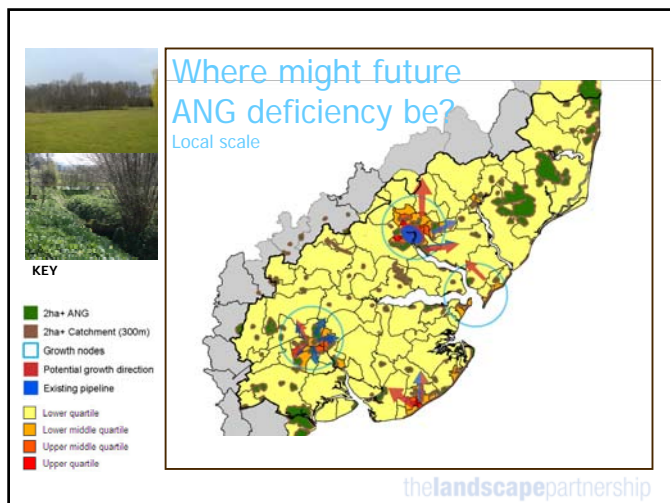 Where might future
ANG deficiency be?
Local scale
KEY
2ha+ ANG
2ha+ Catchment (300m)
Growth nodes
Potential growth direction
Existing pipeline
Lower quartile
Lower middle quartile
Upper middle quartile
Upper quartile
thelandscapepartnership